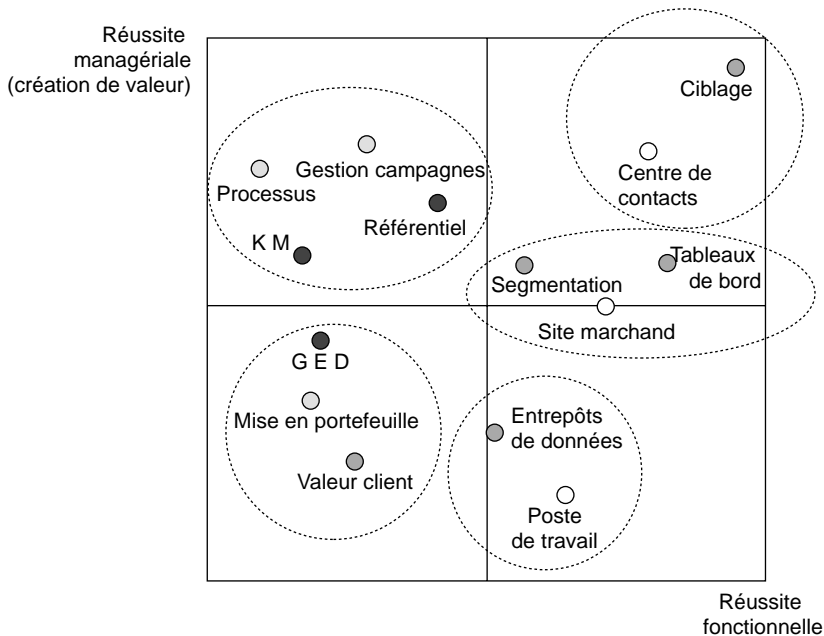 Réussite
managériale
(création de valeur)
Ciblage
Gestion campagnes
Centre de
contacts
Processus
Référentiel
K M
Tableaux
de bord
Segmentation
Site marchand
G E D
Mise en portefeuille
Entrepôts
de données
Valeur client
Poste
de travail
Réussite
fonctionnelle